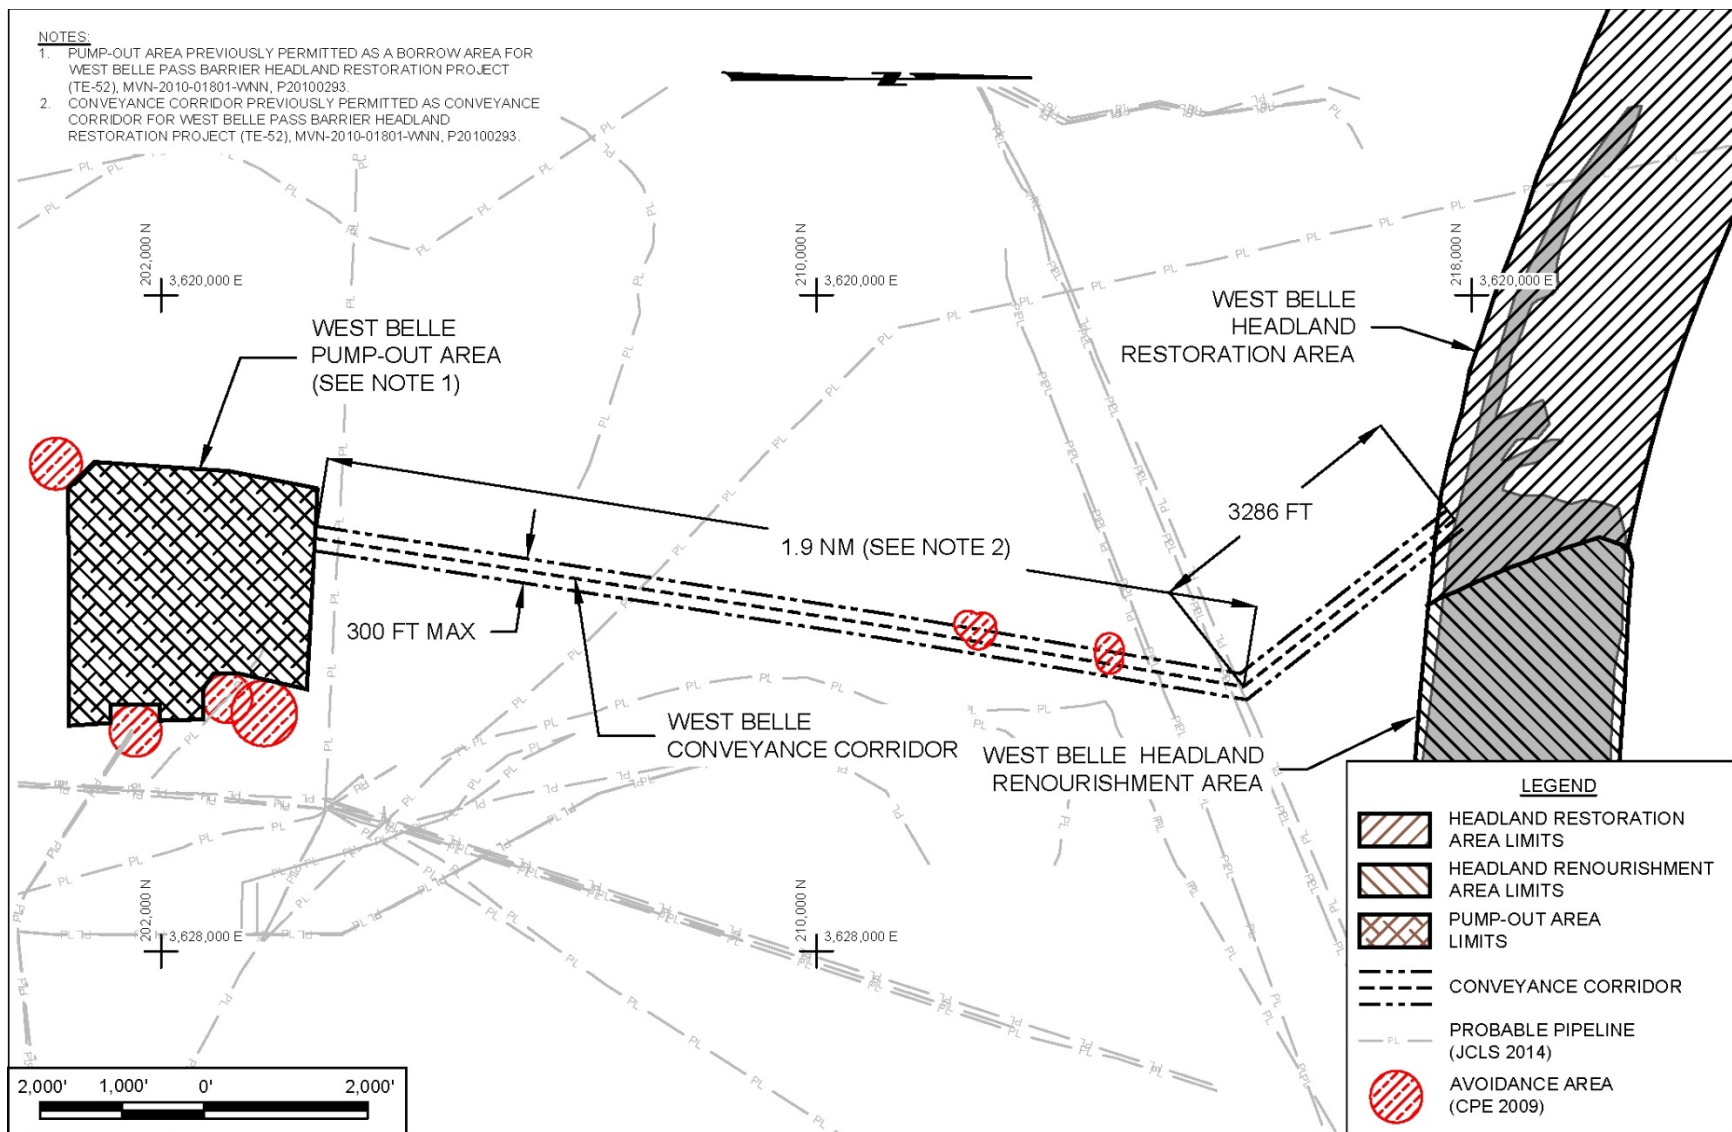 NOTES:
1. PUMP-OUT AREA PREVIOUSLY PERMITTED AS A BORROW AREA FOR
WEST BELLE PASS BARRIER HEADLAND RESTORATION PROJECT
(TE-52), MVN-2010-01801-WNN, P20100293.
2. CONVEYANCE CORRIDOR PREVIOUSLY PERMITTED AS CONVEYANCE
CORRIDOR FOR WEST BELLE PASS BARRIER HEADLAND
RESTORATION PROJECT (TE-52), MVN-2010-01801-WNN, P20100293.
Z
202,000 N
3,620,000 E
210,000 N
3,620,000 E
218,000 N
3,620,000 E
WEST BELLE
PUMP-OUT AREA
(SEE NOTE 1)
WEST BELLE
HEADLAND
RESTORATION AREA
3286 FT
1.9 NM (SEE NOTE 2)
300 FT MAX
WEST BELLE
CONVEYANCE CORRIDOR
WEST BELLE HEADLAND
RENOURISHMENT AREA
202,000 N
3,628,000 E
210,000 N
3,628,000 E
LEGEND
HEADLAND RESTORATION
AREA LIMITS
HEADLAND RENOURISHMENT
AREA LIMITS
PUMP-OUT AREA
LIMITS
CONVEYANCE CORRIDOR
PL
PROBABLE PIPELINE
(JCLS 2014)
AVOIDANCE AREA
(CPE 2009)
2,000' 1,000' 0' 2,000'